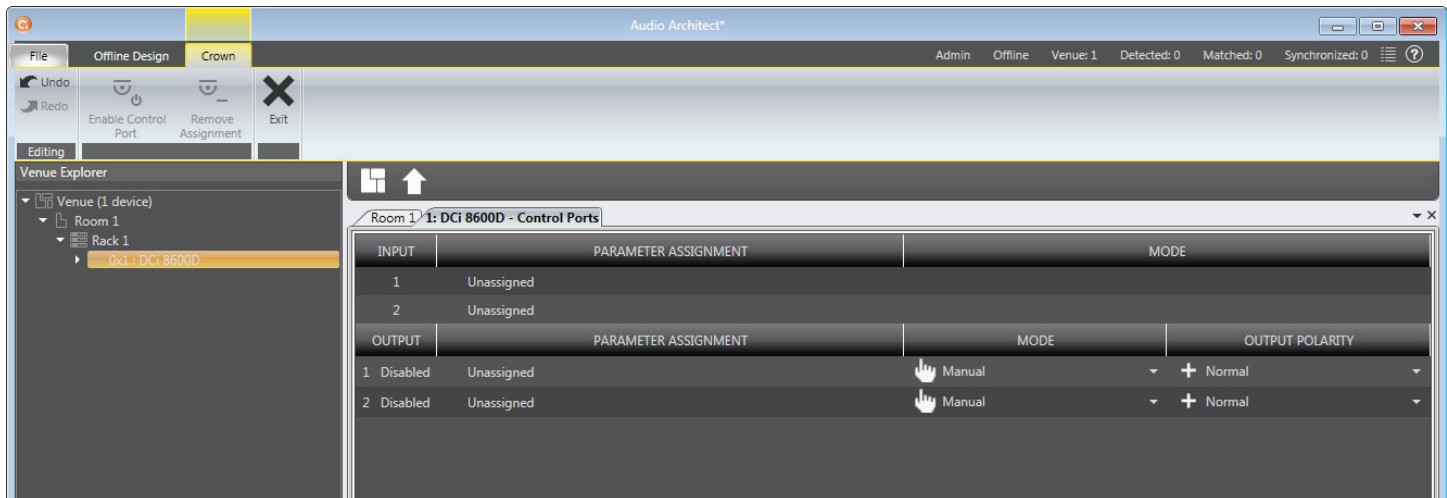 Audio Architect*
File Offline Design Crown Admin Offline Venue: 1 Detected: 0 Matched: 0 Synchronized: 0 ?
Undo
Redo
Enable Control Port
Remove Assignment
Exit
Editing
Venue Explorer
Venue (1 device)
Room 1
Rack 1
0x1 : DCi 8600D
Room 1 1: DCi 8600D - Control Ports
INPUT PARAMETER ASSIGNMENT MODE
1 Unassigned
2 Unassigned
OUTPUT PARAMETER ASSIGNMENT MODE OUTPUT POLARITY
1 Disabled Unassigned Manual Normal
2 Disabled Unassigned Manual Normal